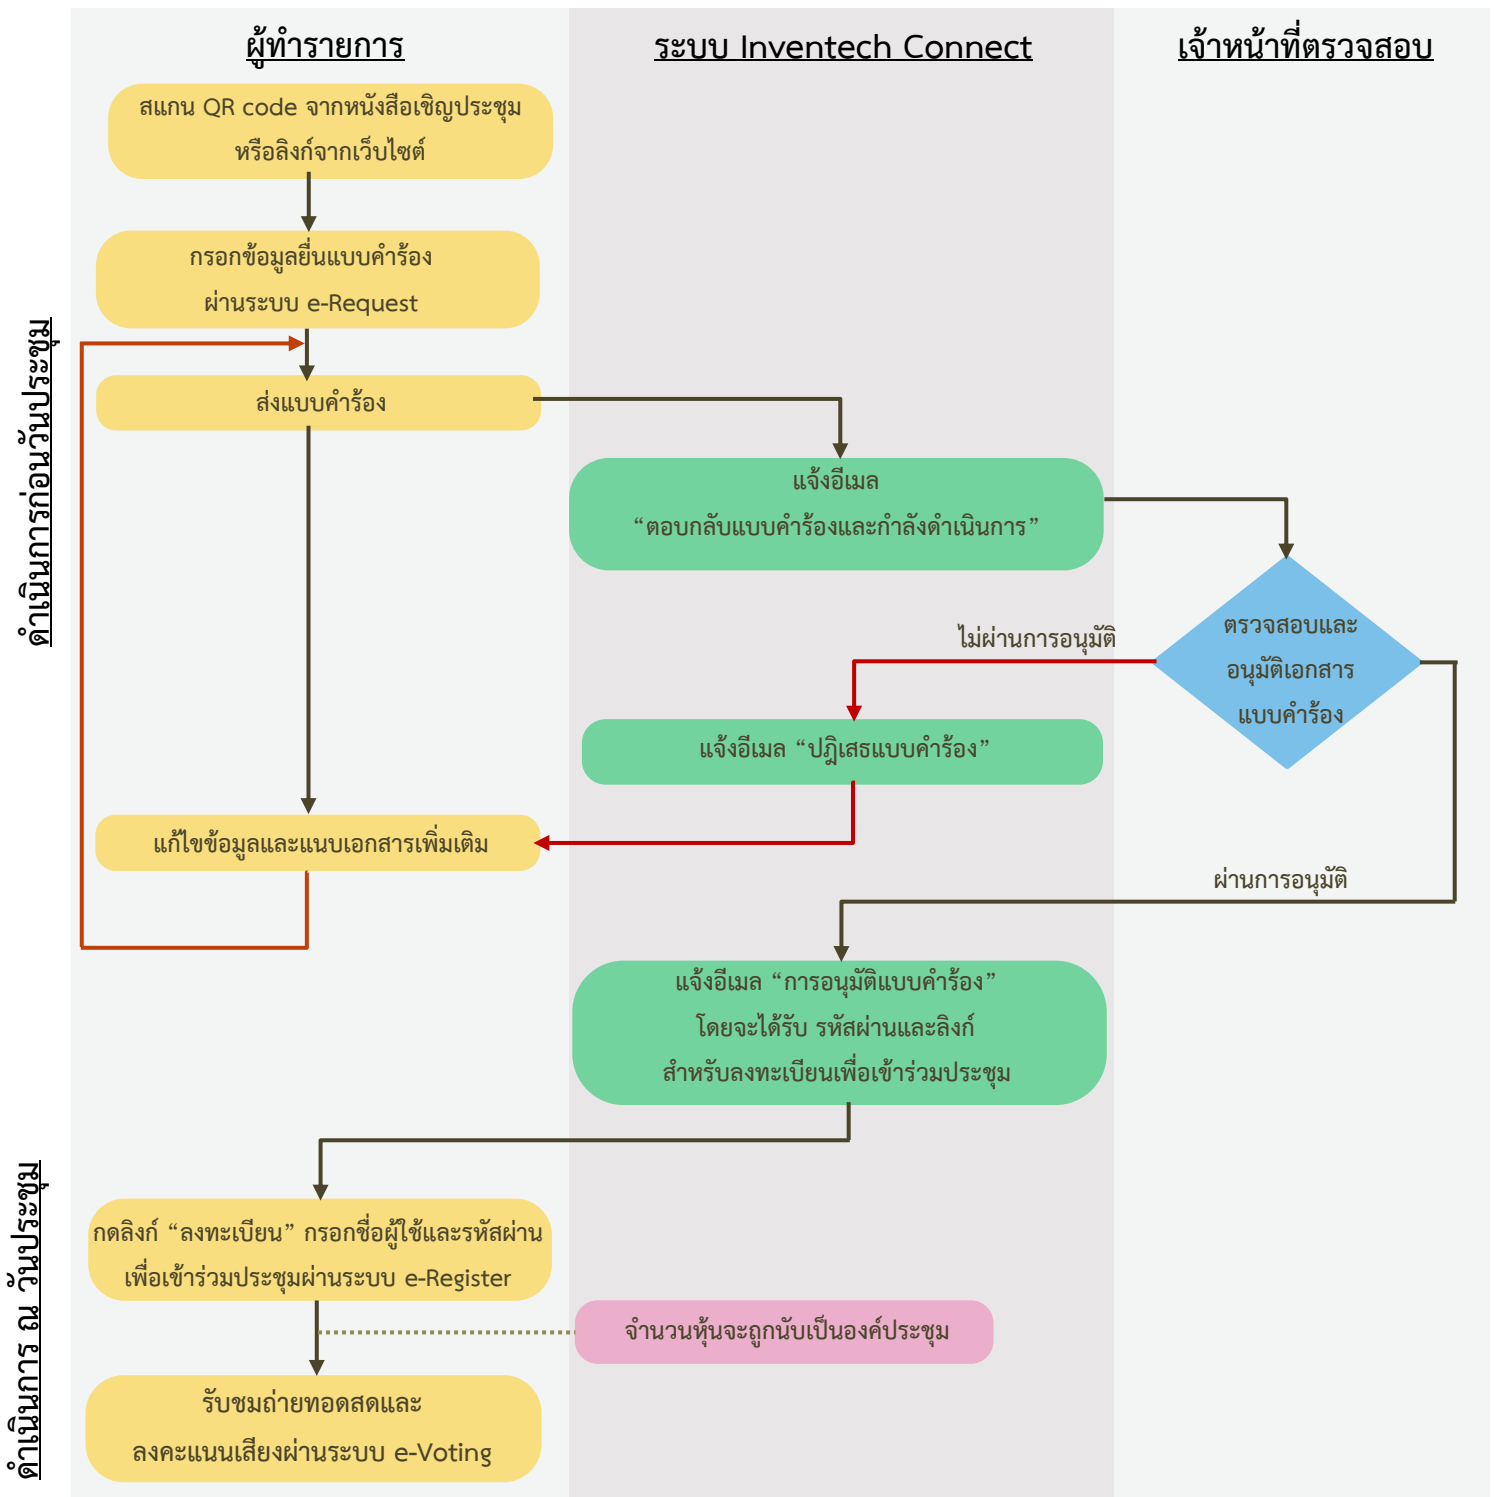 ผู้ทำรายการ
ระบบ Inventech Connect
เจ้าหน้าที่ตรวจสอบ
ดำเนินการก่อนวันประชุม
สแกน QR code จากหนังสือเชิญประชุม
หรือลิงก์จากเว็บไซต์
กรอกข้อมูลยื่นแบบคำร้อง
ผ่านระบบ e-Request
ส่งแบบคำร้อง
แจ้งอีเมล
“ตอบกลับแบบคำร้องและกำลังดำเนินการ”
ตรวจสอบและ
อนุมัติเอกสาร
แบบคำร้อง
ไม่ผ่านการอนุมัติ
แจ้งอีเมล “ปฎิเสธแบบคำร้อง”
แก้ไขข้อมูลและแนบเอกสารเพิ่มเติม
ผ่านการอนุมัติ
แจ้งอีเมล “การอนุมัติแบบคำร้อง”
โดยจะได้รับ รหัสผ่านและลิงก์
สำหรับลงทะเบียนเพื่อเข้าร่วมประชุม
ดำเนินการ ณ วันประชุม
กดลิงก์ “ลงทะเบียน” กรอกชื่อผู้ใช้และรหัสผ่าน
เพื่อเข้าร่วมประชุมผ่านระบบ e-Register
จำนวนหุ้นจะถูกนับเป็นองค์ประชุม
รับชมถ่ายทอดสดและ
ลงคะแนนเสียงผ่านระบบ e-Voting